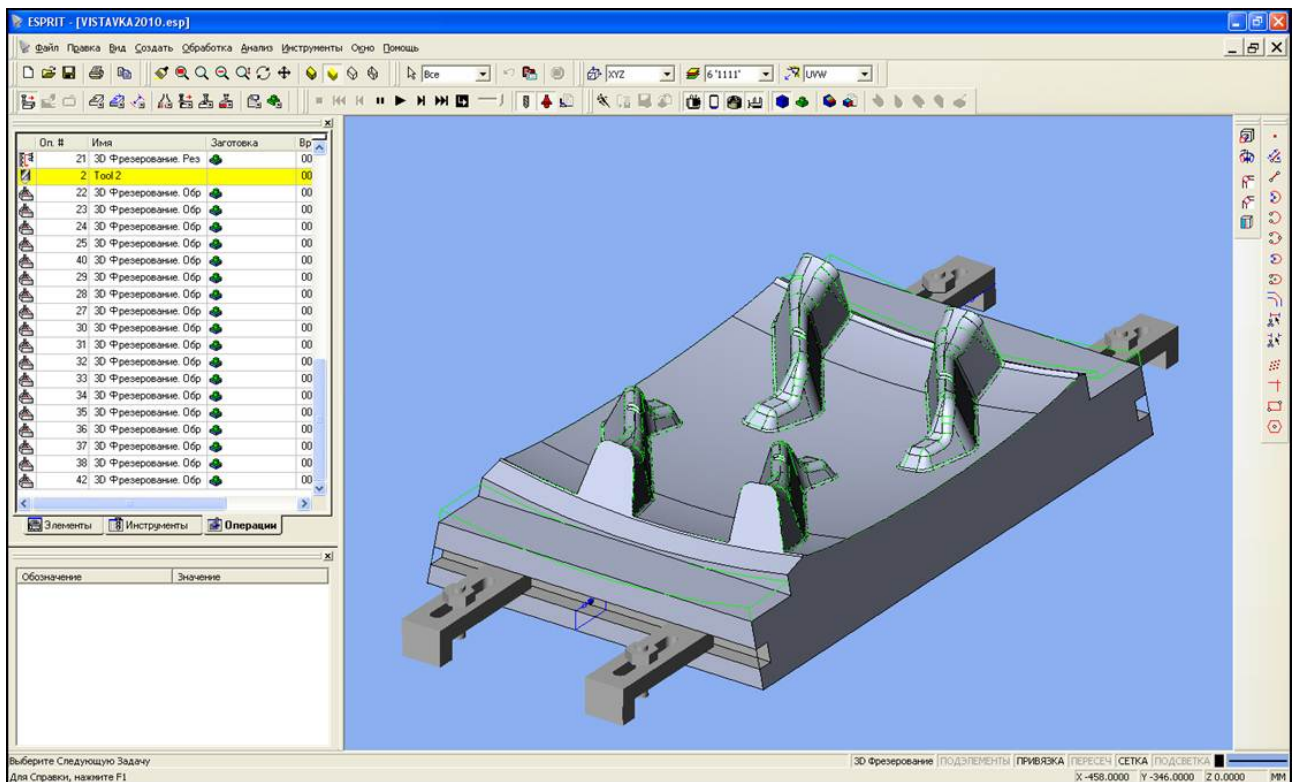 ESPRIT - [VISTAVKA2010.esp]
Файл Правка Вид Создать Обработка Анализ Инструменты Окно Помощь
Все XYZ 6 '1111' UVW
Оп. # Имя Заготовка Вр
21 3D Фрезерование. Рез 00
2 Tool 2 00
22 3D Фрезерование. Обр 00
23 3D Фрезерование. Обр 00
24 3D Фрезерование. Обр 00
25 3D Фрезерование. Обр 00
40 3D Фрезерование. Обр 00
29 3D Фрезерование. Обр 00
28 3D Фрезерование. Обр 00
27 3D Фрезерование. Обр 00
30 3D Фрезерование. Обр 00
31 3D Фрезерование. Обр 00
32 3D Фрезерование. Обр 00
33 3D Фрезерование. Обр 00
34 3D Фрезерование. Обр 00
35 3D Фрезерование. Обр 00
36 3D Фрезерование. Обр 00
37 3D Фрезерование. Обр 00
38 3D Фрезерование. Обр 00
42 3D Фрезерование. Обр 00
Элементы Инструменты Операции
Обозначение Значение
Выберите Следующую Задачу
3D Фрезерование ПОДЭЛЕМЕНТЫ ПРИВЯЗКА ПЕРЕСЕЧ СЕТКА ПОДСВЕТКА
Для Справки, нажмите F1
X -458.0000 Y -346.0000 Z 0.0000 MM